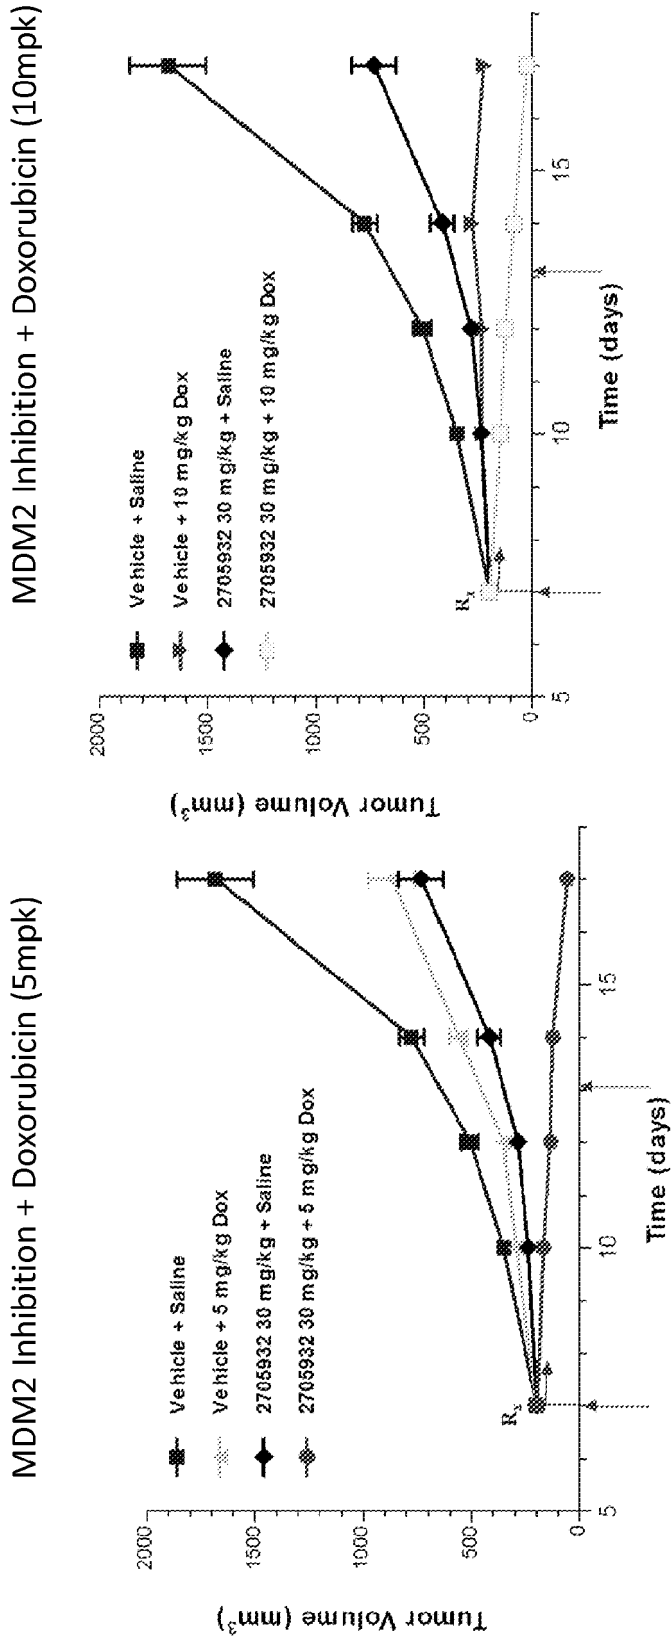 MDM2 Inhibition + Doxorubicin (5mpk)
Vehicle + Saline
Vehicle + 5 mg/kg Dox
2705932 30 mg/kg + Saline
2705932 30 mg/kg + 5 mg/kg Dox
Tumor Volume (mm³)
2000
1500
1000
500
0
Rx
5
10
15
Time (days)
MDM2 Inhibition + Doxorubicin (10mpk)
Vehicle + Saline
Vehicle + 10 mg/kg Dox
2705932 30 mg/kg + Saline
2705932 30 mg/kg + 10 mg/kg Dox
Tumor Volume (mm³)
2000
1500
1000
500
0
Rx
5
10
15
Time (days)